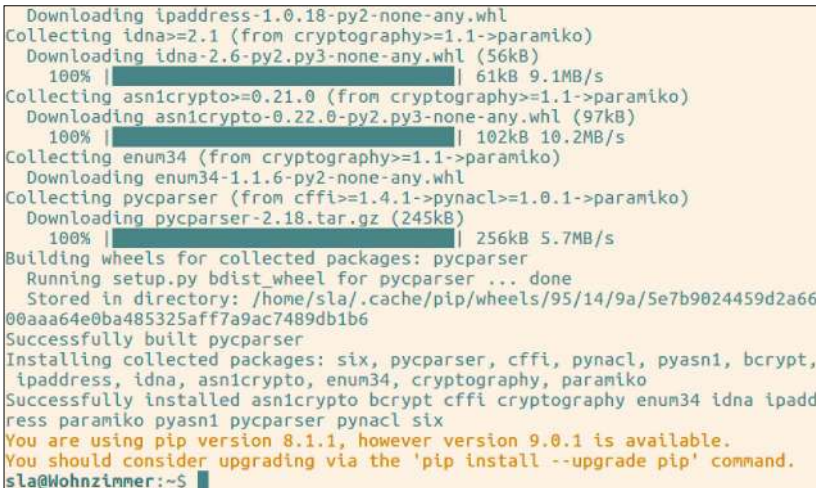 Downloading ipaddress-1.0.18-py2-none-any.whl
Collecting idna>=2.1 (from cryptography>=1.1->paramiko)
Downloading idna-2.6-py2.py3-none-any.whl (56kB)
100% |████████████████████████████████| 61kB 9.1MB/s
Collecting asn1crypto>=0.21.0 (from cryptography>=1.1->paramiko)
Downloading asn1crypto-0.22.0-py2.py3-none-any.whl (97kB)
100% |████████████████████████████████| 102kB 10.2MB/s
Collecting enum34 (from cryptography>=1.1->paramiko)
Downloading enum34-1.1.6-py2-none-any.whl
Collecting pycparser (from cffi>=1.4.1->pynacl>=1.0.1->paramiko)
Downloading pycparser-2.18.tar.gz (245kB)
100% |████████████████████████████████| 256kB 5.7MB/s
Building wheels for collected packages: pycparser
Running setup.py bdist_wheel for pycparser ... done
Stored in directory: /home/sla/.cache/pip/wheels/95/14/9a/5e7b9024459d2a66
00aaa64e0ba485325aff7a9ac7489db1b6
Successfully built pycparser
Installing collected packages: six, pycparser, cffi, pynacl, pyasn1, bcrypt,
ipaddress, idna, asn1crypto, enum34, cryptography, paramiko
Successfully installed asn1crypto bcrypt cffi cryptography enum34 idna ipadd
ress paramiko pyasn1 pycparser pynacl six
You are using pip version 8.1.1, however version 9.0.1 is available.
You should consider upgrading via the 'pip install --upgrade pip' command.
sla@Wohnzimmer:~$